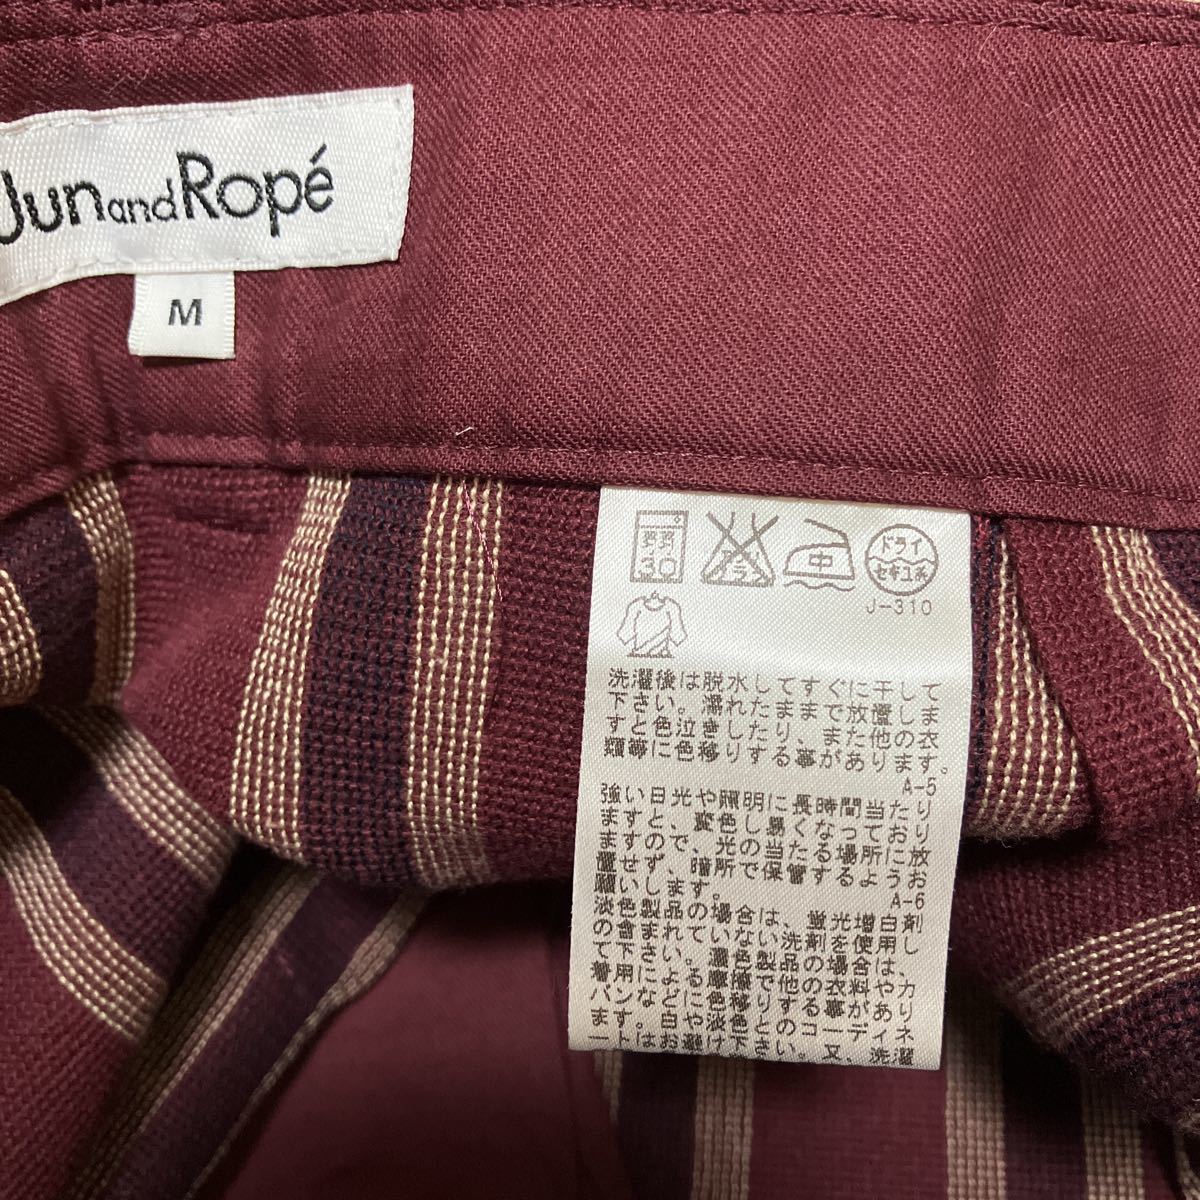 Jun and Ropé
M
弱 30
エンソサラシ
中
ドライ
セキユ系
J-310
洗濯後は脱水してすぐに干して
下さい。濡れたままで放置しま
すと色泣きしたり、また他の衣
類等に色移りする事があります。
A-5
強い日光や照明に長時間当たり
ますと、変色し易くなっており
ますので、光の当たる場所に放
置せず、暗所で保管するようお
願いします。
A-6
淡色製品の場合は、蛍光増白剤
の含まれていない洗剤を使用し
て下さい。濃色製品の場合は、
着用による摩擦で他の衣料やカ
バンなどに色移りする事があり
ます。白や淡色とのコーディネ
ートはお避け下さい。又、洗濯